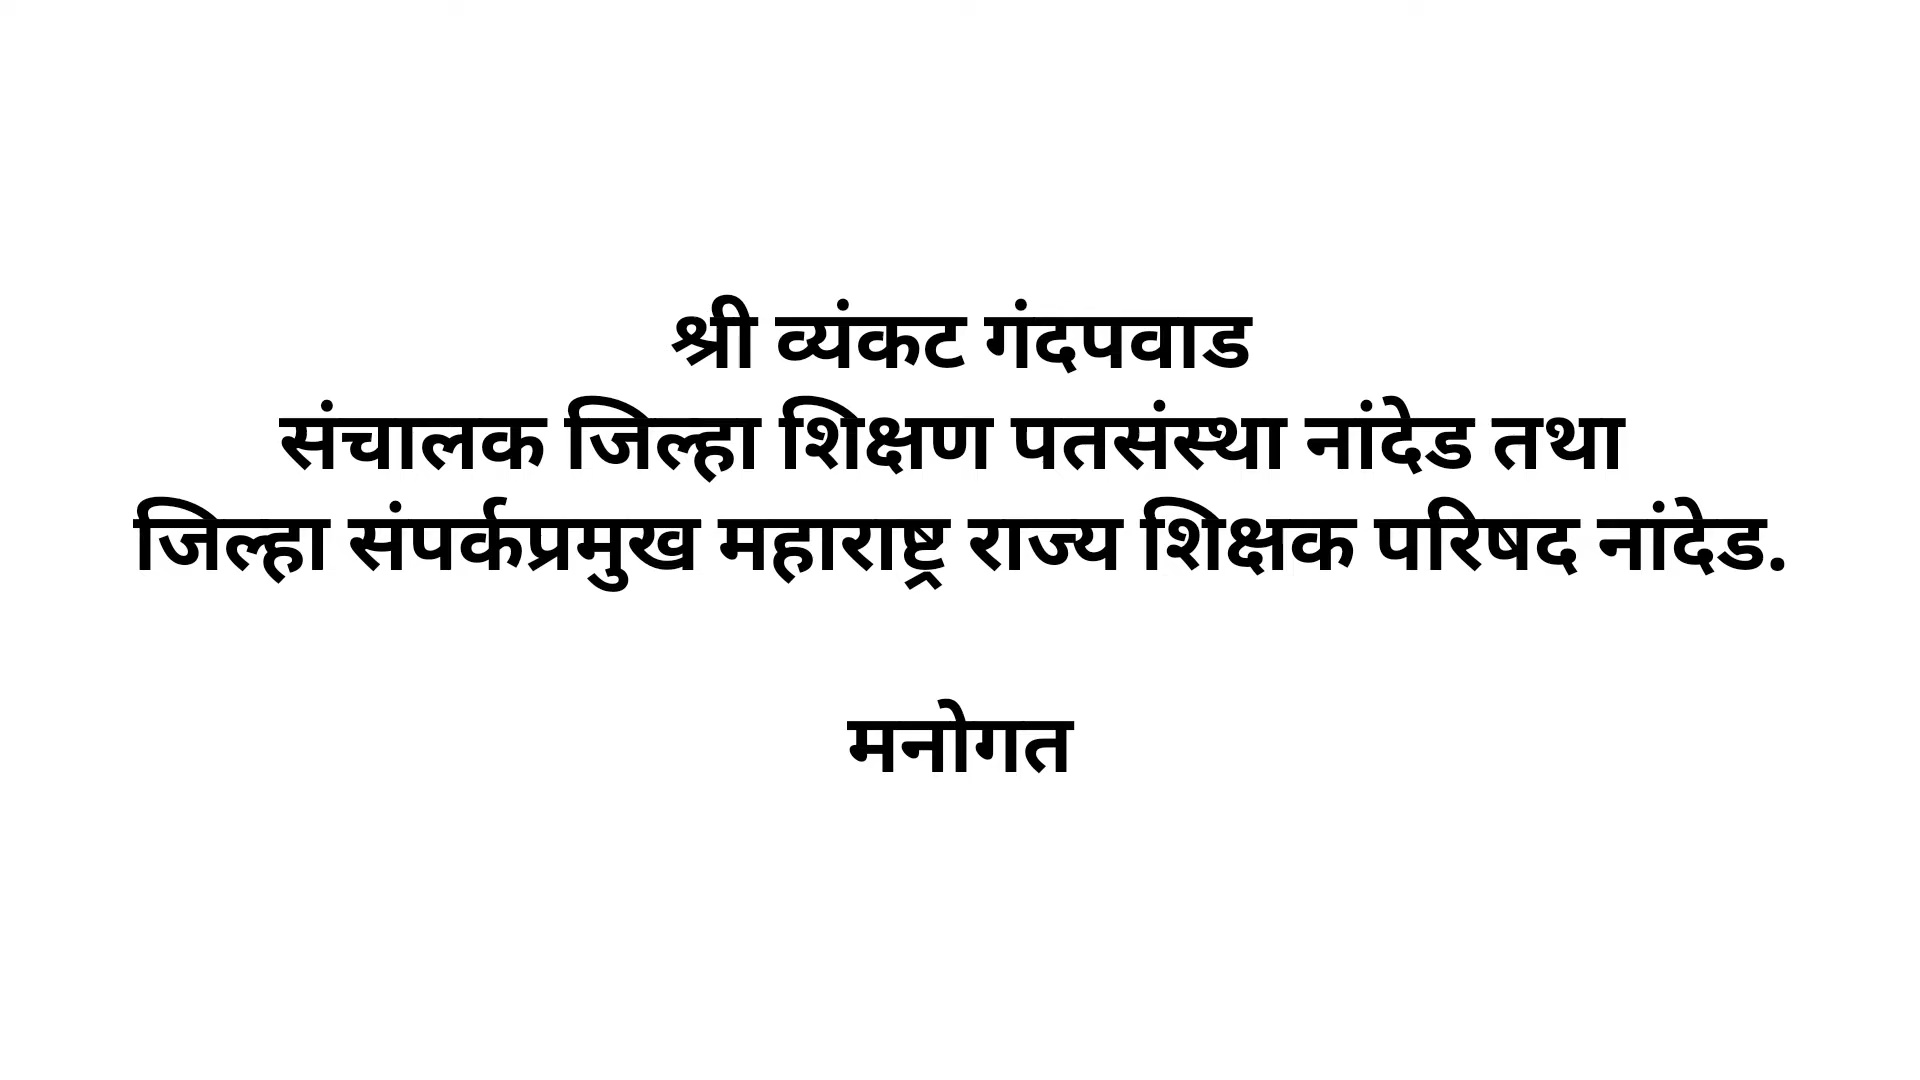 श्री व्यंकट गंदपवाड
संचालक जिल्हा शिक्षण पतसंस्था नांदेड तथा
जिल्हा संपर्कप्रमुख महाराष्ट्र राज्य शिक्षक परिषद नांदेड.
मनोगत